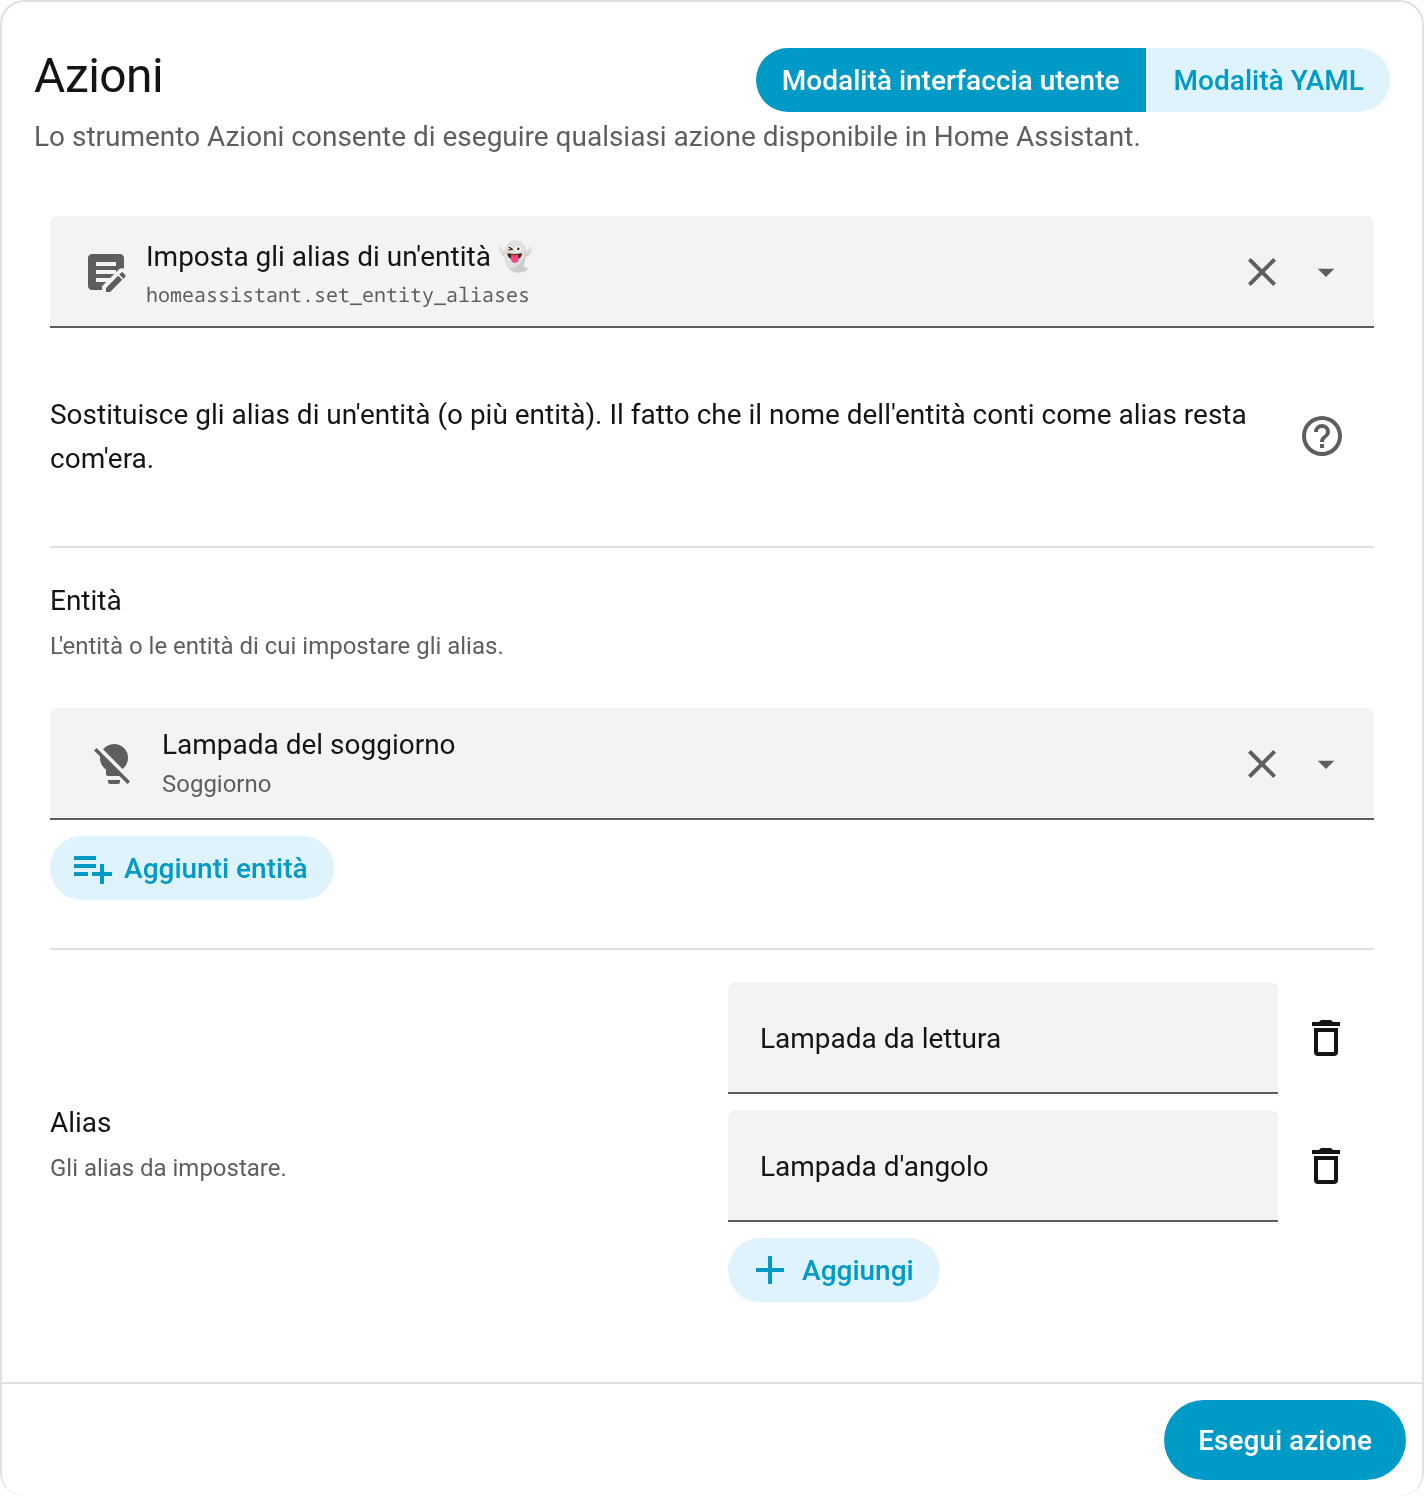 Azioni
Modalità interfaccia utente
Modalità YAML
Lo strumento Azioni consente di eseguire qualsiasi azione disponibile in Home Assistant.
Imposta gli alias di un'entità 👻
homeassistant.set_entity_aliases
Sostituisce gli alias di un'entità (o più entità). Il fatto che il nome dell'entità conti come alias resta
com'era.
Entità
L'entità o le entità di cui impostare gli alias.
Lampada del soggiorno
Soggiorno
Aggiunti entità
Lampada da lettura
Alias
Gli alias da impostare.
Lampada d'angolo
Aggiungi
Esegui azione